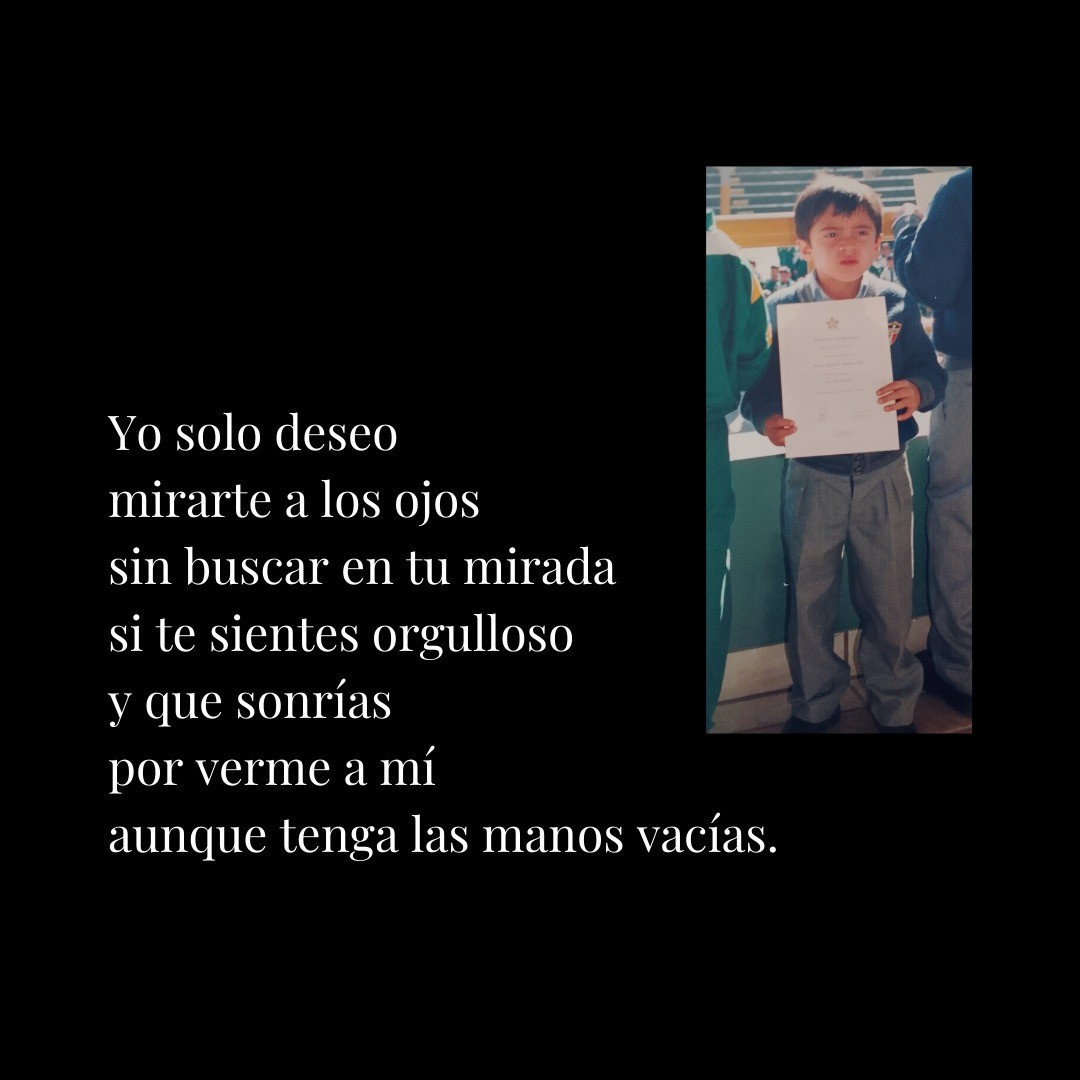 Yo solo deseo
mirarte a los ojos
sin buscar en tu mirada
si te sientes orgulloso
y que sonrías
por verme a mí
aunque tenga las manos vacías.